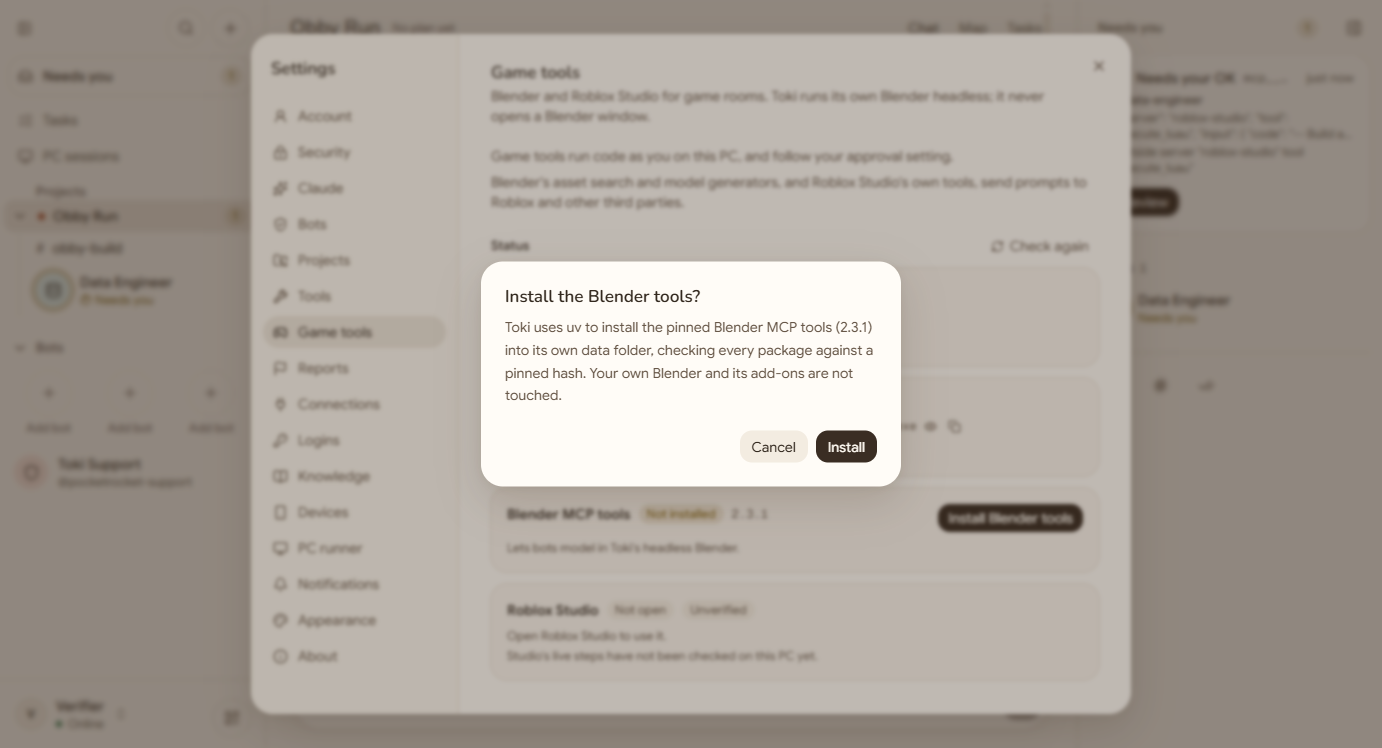 Obby Run
Chat Map Tasks
Needs you
Needs you
Tasks
PC sessions
Projects
Obby Run
# obby-build
Data Engineer
Needs you
Bots
Add bot Add bot Add bot
Toki Support
Verifier
Online
Settings
Account
Security
Claude
Bots
Projects
Tools
Game tools
Reports
Connections
Logins
Knowledge
Devices
PC runner
Notifications
Appearance
About
Game tools
Blender and Roblox Studio for game rooms. Toki runs its own Blender headless; it never
opens a Blender window.
Game tools run code as you on this PC, and follow your approval setting.
Blender's asset search and model generators, and Roblox Studio's own tools, send prompts to
Roblox and other third parties.
Status
Check again
Install the Blender tools?
Toki uses uv to install the pinned Blender MCP tools (2.3.1)
into its own data folder, checking every package against a
pinned hash. Your own Blender and its add-ons are not
touched.
Cancel Install
Blender MCP tools Not installed 2.3.1
Install Blender tools
Lets bots model in Toki's headless Blender.
Roblox Studio Not open Unverified
Open Roblox Studio to use it.
Studio's live steps have not been checked on this PC yet.
Needs your OK
just now
Data Engineer
Needs you